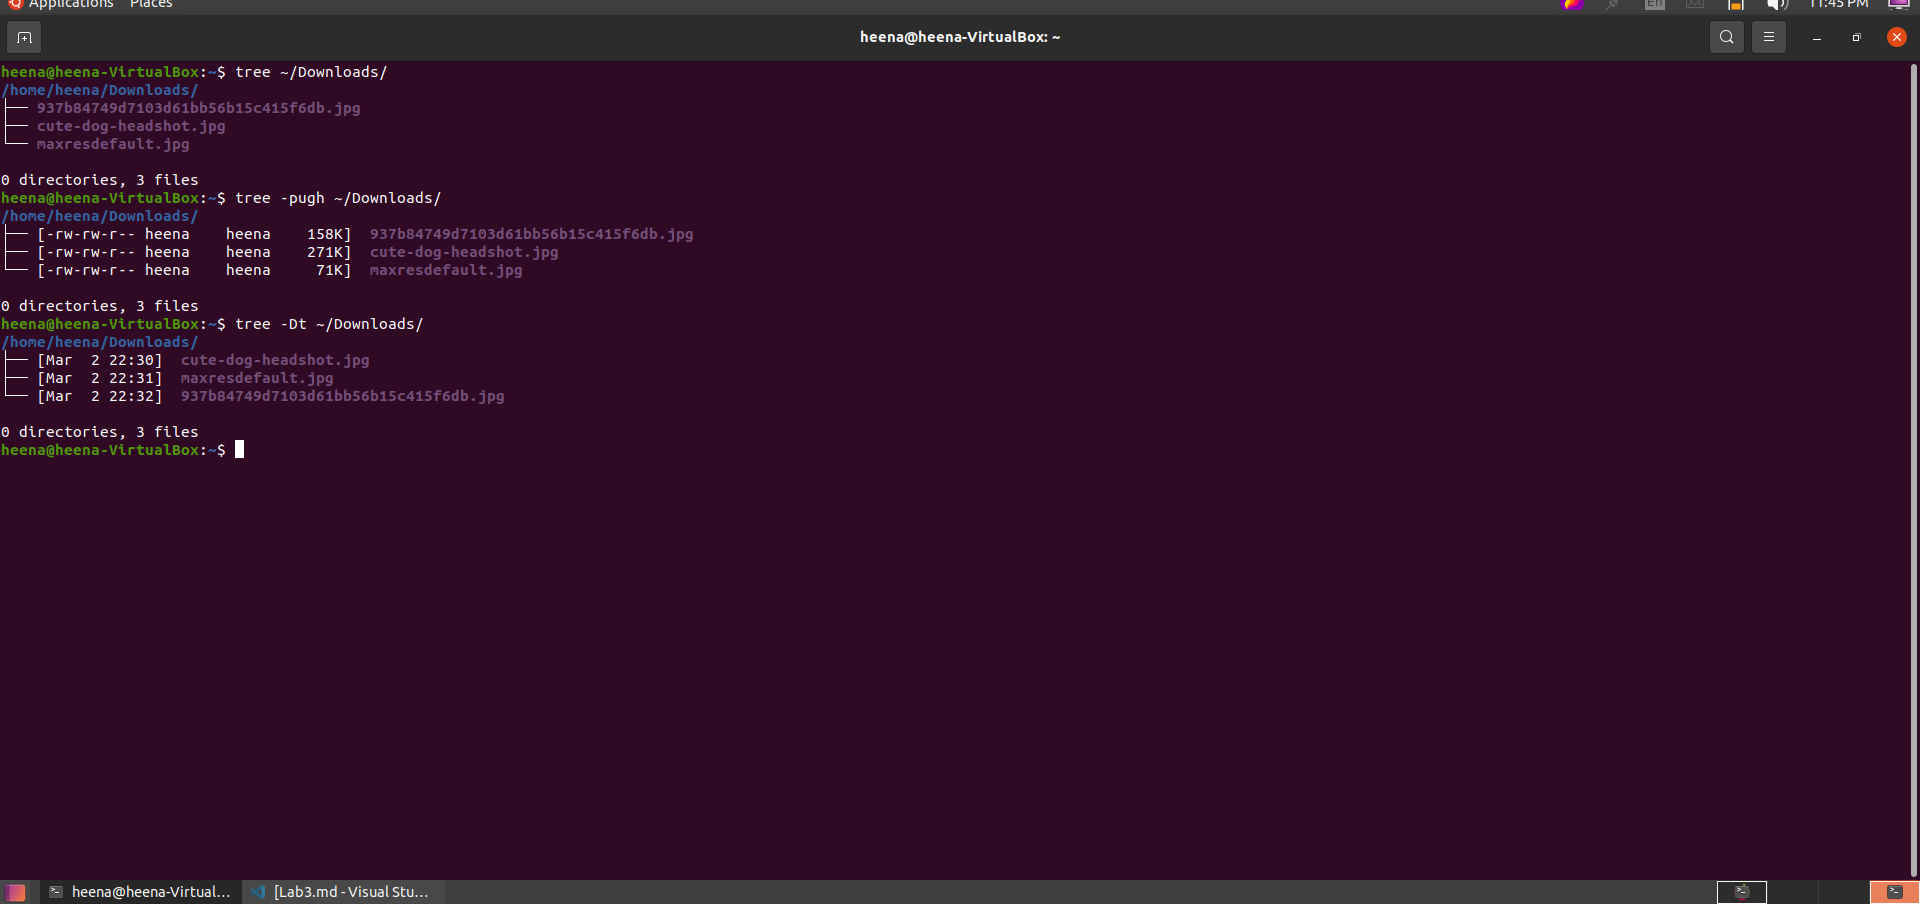 Applications Places En 11:45 PM
heena@heena-VirtualBox: ~
heena@heena-VirtualBox:~$ tree ~/Downloads/
/home/heena/Downloads/
├── 937b84749d7103d61bb56b15c415f6db.jpg
├── cute-dog-headshot.jpg
└── maxresdefault.jpg
0 directories, 3 files
heena@heena-VirtualBox:~$ tree -pugh ~/Downloads/
/home/heena/Downloads/
├── [-rw-rw-r-- heena    heena    158K]  937b84749d7103d61bb56b15c415f6db.jpg
├── [-rw-rw-r-- heena    heena    271K]  cute-dog-headshot.jpg
└── [-rw-rw-r-- heena    heena     71K]  maxresdefault.jpg
0 directories, 3 files
heena@heena-VirtualBox:~$ tree -Dt ~/Downloads/
/home/heena/Downloads/
├── [Mar  2 22:30]  cute-dog-headshot.jpg
├── [Mar  2 22:31]  maxresdefault.jpg
└── [Mar  2 22:32]  937b84749d7103d61bb56b15c415f6db.jpg
0 directories, 3 files
heena@heena-VirtualBox:~$
heena@heena-Virtual... [Lab3.md - Visual Stu...